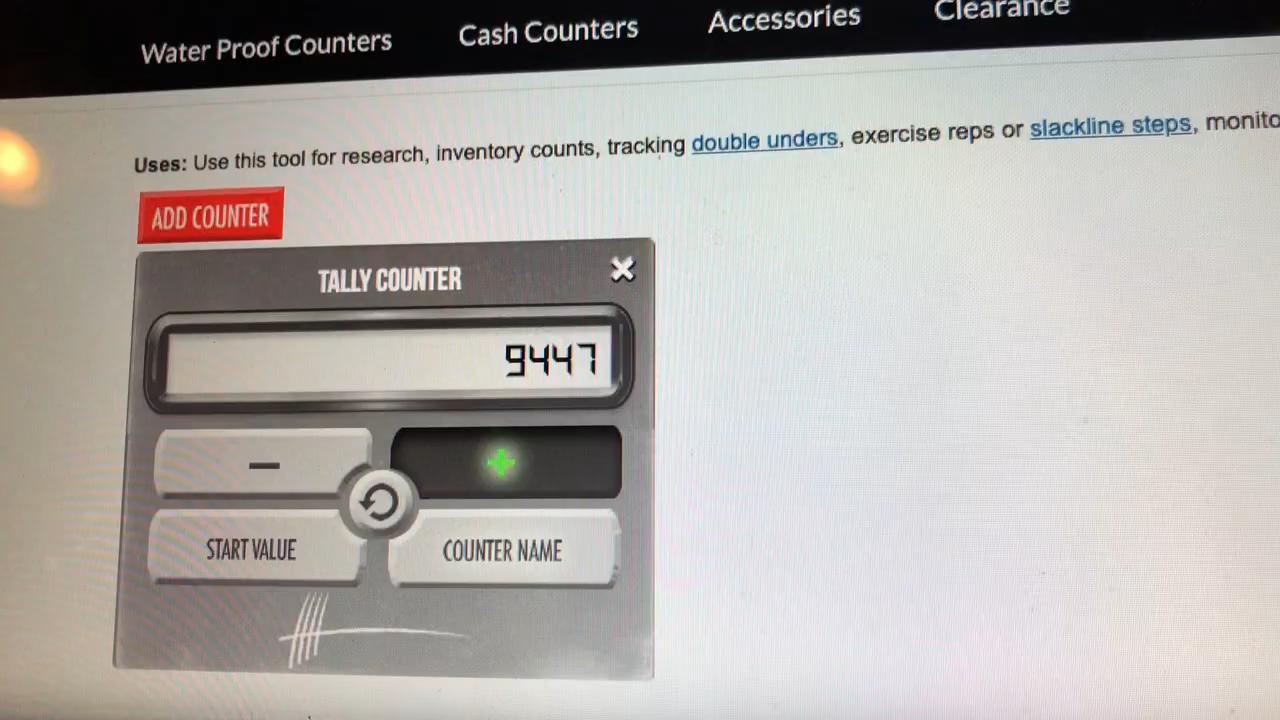 Water Proof Counters Cash Counters Accessories Clearance
Uses: Use this tool for research, inventory counts, tracking double unders, exercise reps or slackline steps,
ADD COUNTER
TALLY COUNTER
9447
START VALUE COUNTER NAME